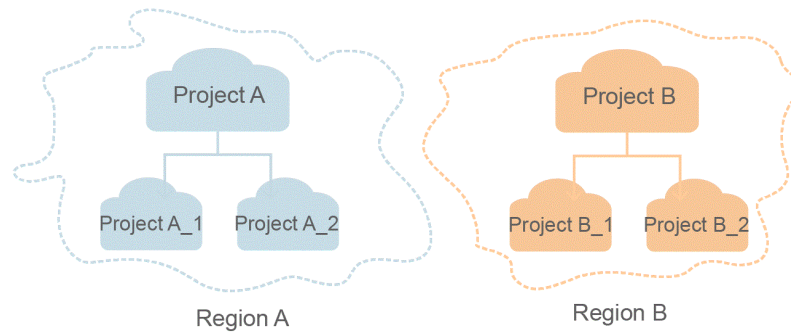 Project A
Project B
Project A_1
Project A_2
Project B_1
Project B_2
Region A
Region B